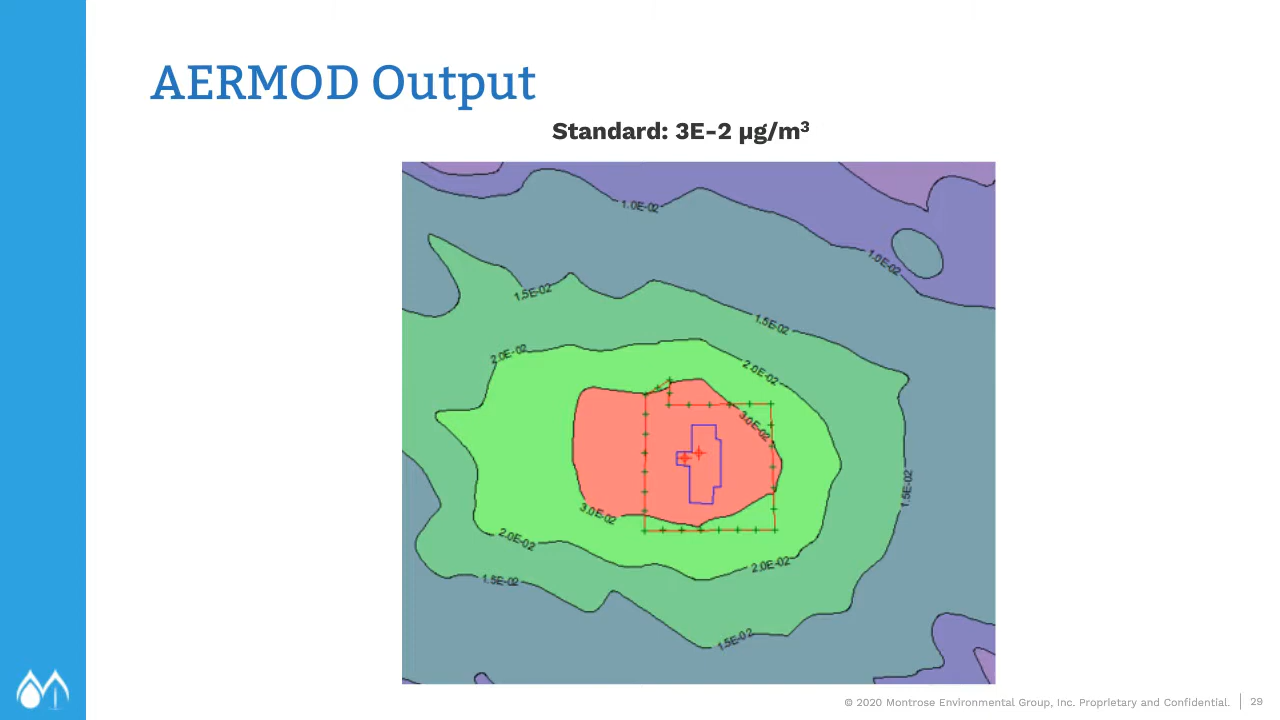 AERMOD Output
Standard: 3E-2 µg/m³
1.0E-02
1.0E-02
1.5E-02
1.5E-02
2.0E-02
2.0E-02
3.0E-02
1.5E-02
3.0E-02
2.0E-02
2.0E-02
1.5E-02
1.5E-02
© 2020 Montrose Environmental Group, Inc. Proprietary and Confidential. 29